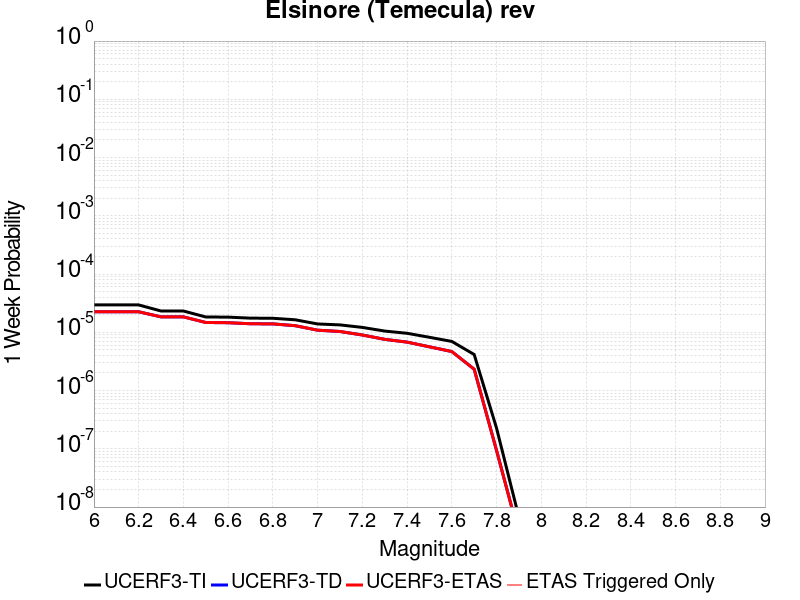 Elsinore (Temecula) rev
10^0
10^-1
10^-2
10^-3
10^-4
10^-5
10^-6
10^-7
10^-8
1 Week Probability
6 6.2 6.4 6.6 6.8 7 7.2 7.4 7.6 7.8 8 8.2 8.4 8.6 8.8 9
Magnitude
UCERF3-TI UCERF3-TD UCERF3-ETAS ETAS Triggered Only